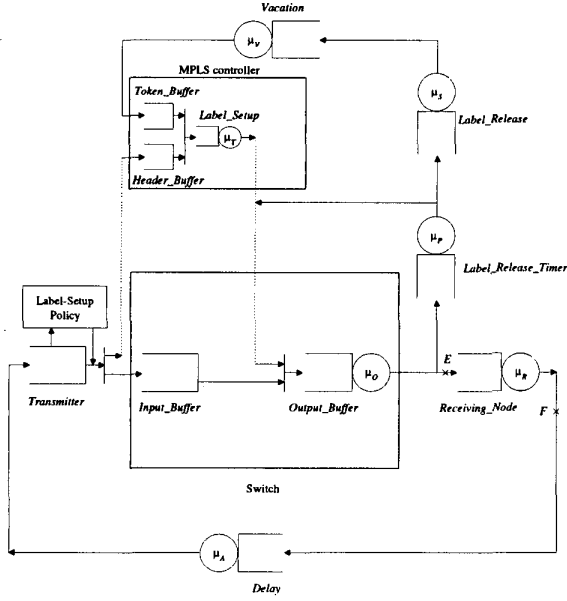 Vacation
μV
MPLS controller
Token_Buffer
Label_Setup
μT
Header_Buffer
μS
Label_Release
μP
Label_Release_Timer
Label-Setup
Policy
Transmitter
Input_Buffer
μO
Output_Buffer
E
μR
Receiving_Node
F
Switch
μA
Delay